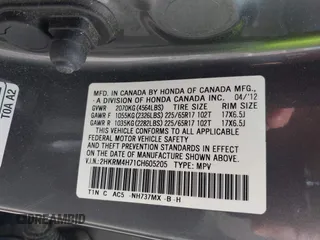 MFD. IN CANADA BY HONDA OF CANADA MFG.,
- A DIVISION OF HONDA CANADA INC. 04/'12
GVWR 2070KG (4564LBS) TIRE SIZE RIM SIZE
GAWR F 1055KG (2326LBS) 225/65R17 102T 17X6.5J
GAWR R 1035KG (2282LBS) 225/65R17 102T 17X6.5J
THIS VEHICLE CONFORMS TO ALL APPLICABLE
FEDERAL MOTOR VEHICLE SAFETY AND
THEFT PREVENTION STANDARDS IN EFFECT ON
THE DATE OF MANUFACTURE SHOWN ABOVE.
V.I.N.: 2HKRM4H71CH605205 TYPE: MPV
T1N C AC5 -NH737MX -B -H
T0A A2
DREAMBID